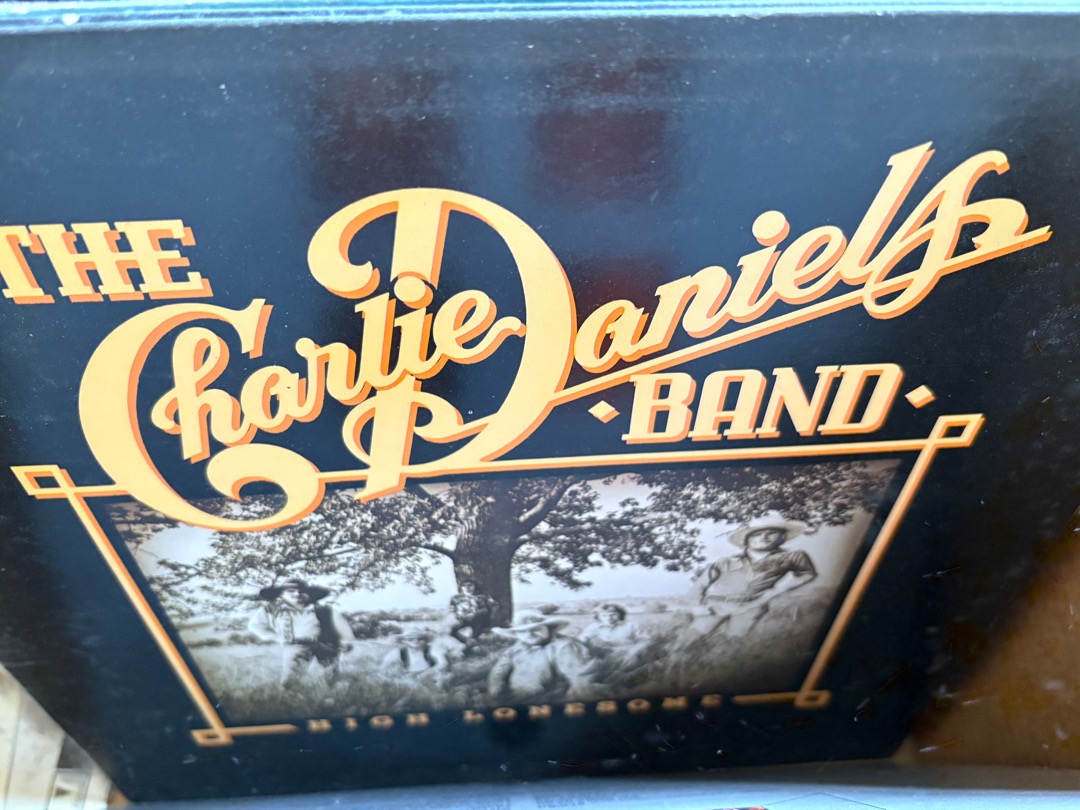 THE
Charlie Daniels
BAND
HIGH LONESOME